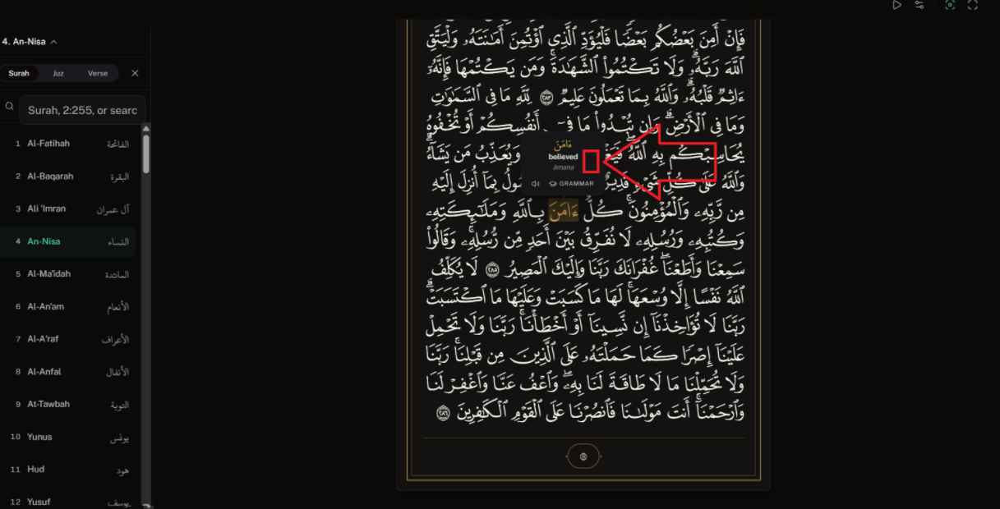 4. An-Nisa
Surah Juz Verse
Surah, 2:255, or searc
1 Al-Fatihah الفاتحة
2 Al-Baqarah البقرة
3 Ali 'Imran آل عمران
4 An-Nisa النساء
5 Al-Ma'idah المائدة
6 Al-An'am الأنعام
7 Al-A'raf الأعراف
8 Al-Anfal الأنفال
9 At-Tawbah التوبة
10 Yunus يونس
11 Hud هود
12 Yusuf يوسف
فَإِنْ أَمِنَ بَعْضُكُم بَعْضًا فَلْيُؤَدِّ ٱلَّذِى ٱؤْتُمِنَ أَمَـٰنَتَهُۥ وَلْيَتَّقِ
ٱللَّهَ رَبَّهُۥ ۗ وَلَا تَكْتُمُوا۟ ٱلشَّهَـٰدَةَ ۚ وَمَن يَكْتُمْهَا فَإِنَّهُۥٓ
ءَاثِمٌ قَلْبُهُۥ ۗ وَٱللَّهُ بِمَا تَعْمَلُونَ عَلِيمٌ ٢٨٣ لِّلَّهِ مَا فِى ٱلسَّمَـٰوَٰتِ
وَمَا فِى ٱلْأَرْضِ ۗ وَإِن تُبْدُوا۟ مَا فِىٓ أَنفُسِكُمْ أَوْ تُخْفُوهُ
يُحَاسِبْكُم بِهِ ٱللَّهُ ۖ وَيُعَذِّبُ مَن يَشَآءُ ۗ
وَٱللَّهُ عَلَىٰ كُلِّ شَىْءٍ قَدِيرٌ بِمَآ أُنزِلَ إِلَيْهِ
مِن رَّبِّهِۦ وَٱلْمُؤْمِنُونَ ۚ كُلٌّ ءَامَنَ بِٱللَّهِ وَمَلَـٰٓئِكَتِهِۦ
وَكُتُبِهِۦ وَرُسُلِهِۦ لَا نُفَرِّقُ بَيْنَ أَحَدٍ مِّن رُّسُلِهِۦ ۚ وَقَالُوا۟
سَمِعْنَا وَأَطَعْنَا ۖ غُفْرَانَكَ رَبَّنَا وَإِلَيْكَ ٱلْمَصِيرُ ٢٨٥ لَا يُكَلِّفُ
ٱللَّهُ نَفْسًا إِلَّا وُسْعَهَا ۚ لَهَا مَا كَسَبَتْ وَعَلَيْهَا مَا ٱكْتَسَبَتْ ۗ
رَبَّنَا لَا تُؤَاخِذْنَآ إِن نَّسِينَآ أَوْ أَخْطَأْنَا ۚ رَبَّنَا وَلَا تَحْمِلْ
عَلَيْنَآ إِصْرًا كَمَا حَمَلْتَهُۥ عَلَى ٱلَّذِينَ مِن قَبْلِنَا ۚ رَبَّنَا
وَلَا تُحَمِّلْنَا مَا لَا طَاقَةَ لَنَا بِهِۦ ۖ وَٱعْفُ عَنَّا وَٱغْفِرْ لَنَا
وَٱرْحَمْنَآ ۚ أَنتَ مَوْلَىٰنَا فَٱنصُرْنَا عَلَى ٱلْقَوْمِ ٱلْكَـٰفِرِينَ ٢٨٦
ءَامَنَ
believed
āmana
GRAMMAR